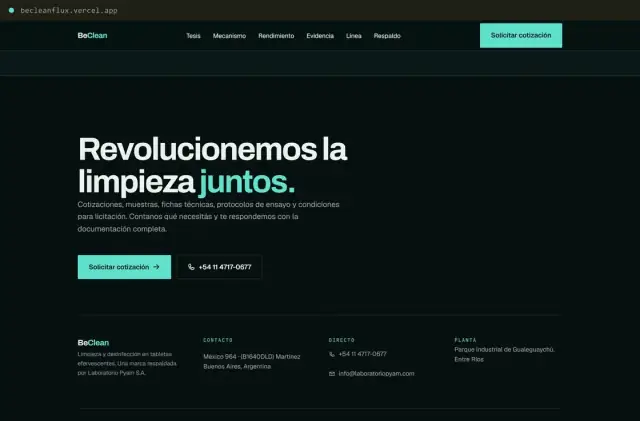 becleanflux.vercel.app
BeClean
Tesis Mecanismo Rendimiento Evidencia Línea Respaldo
Solicitar cotización
Revolucionemos la
limpieza juntos.
Cotizaciones, muestras, fichas técnicas, protocolos de ensayo y condiciones
para licitación. Contanos qué necesitás y te respondemos con la
documentación completa.
Solicitar cotización →
+54 11 4717-0677
BeClean
Limpieza y desinfección en tabletas
efervescentes. Una marca respaldada
por Laboratorio Pyam S.A.
CONTACTO
México 964 · (B1640DLD) Martínez
Buenos Aires, Argentina
DIRECTO
+54 11 4717-0677
info@laboratoriopyam.com
PLANTA
Parque Industrial de Gualeguaychú,
Entre Ríos